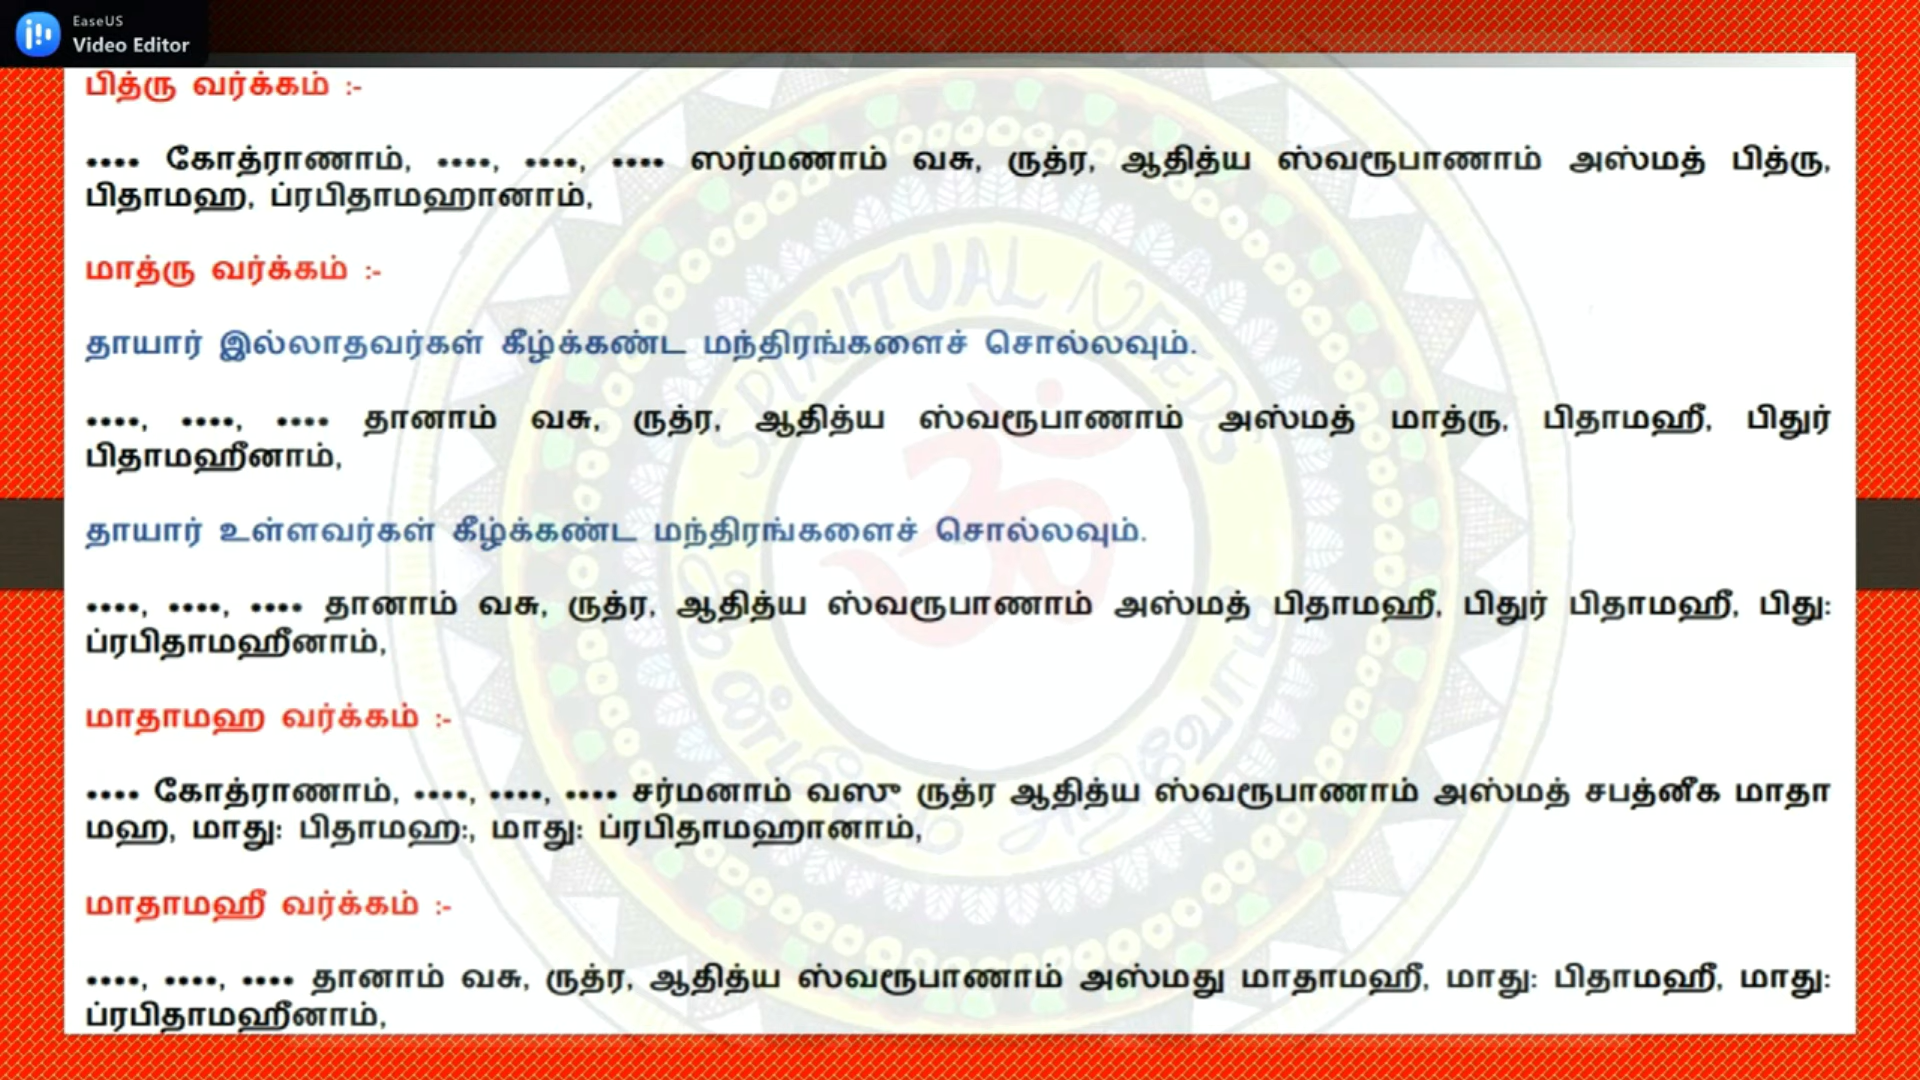 EaseUS
Video Editor
பித்ரு வர்க்கம் :-
•••• கோத்ராணாம், ••••, ••••, •••• ஸர்மணாம் வசு, ருத்ர, ஆதித்ய ஸ்வரூபாணாம் அஸ்மத் பித்ரு,
பிதாமஹ, ப்ரபிதாமஹானாம்,
மாத்ரு வர்க்கம் :-
தாயார் இல்லாதவர்கள் கீழ்க்கண்ட மந்திரங்களைச் சொல்லவும்.
••••, ••••, •••• தானாம் வசு, ருத்ர, ஆதித்ய ஸ்வரூபாணாம் அஸ்மத் மாத்ரு, பிதாமஹீ, பிதுர்
பிதாமஹீனாம்,
தாயார் உள்ளவர்கள் கீழ்க்கண்ட மந்திரங்களைச் சொல்லவும்.
••••, ••••, •••• தானாம் வசு, ருத்ர, ஆதித்ய ஸ்வரூபாணாம் அஸ்மத் பிதாமஹீ, பிதுர் பிதாமஹீ, பிது:
ப்ரபிதாமஹீனாம்,
மாதாமஹ வர்க்கம் :-
•••• கோத்ராணாம், ••••, ••••, •••• சர்மனாம் வஸு ருத்ர ஆதித்ய ஸ்வரூபாணாம் அஸ்மத் சபத்னீக மாதா
மஹ, மாது: பிதாமஹ:, மாது: ப்ரபிதாமஹானாம்,
மாதாமஹீ வர்க்கம் :-
••••, ••••, •••• தானாம் வசு, ருத்ர, ஆதித்ய ஸ்வரூபாணாம் அஸ்மது மாதாமஹீ, மாது: பிதாமஹீ, மாது:
ப்ரபிதாமஹீனாம்,
SPIRITUAL NEEDS
ॐ